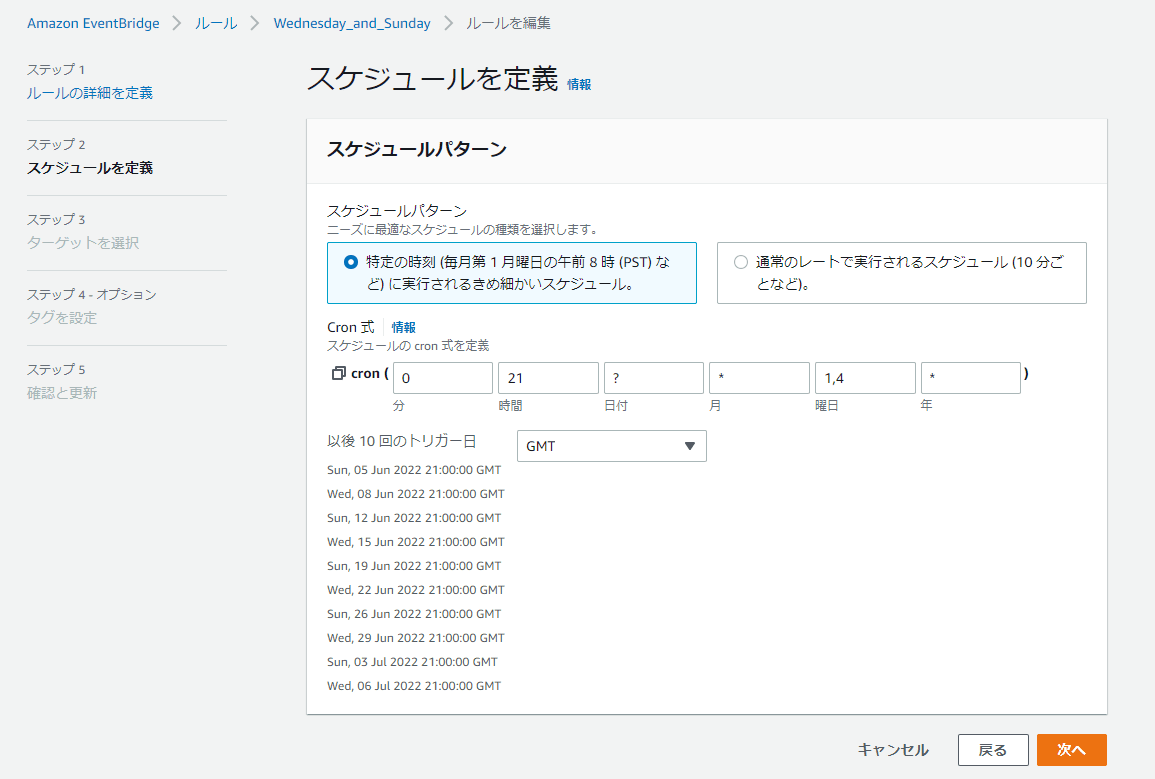 Amazon EventBridge > ルール > Wednesday_and_Sunday > ルールを編集
ステップ 1
ルールの詳細を定義
ステップ 2
スケジュールを定義
ステップ 3
ターゲットを選択
ステップ 4 - オプション
タグを設定
ステップ 5
確認と更新
スケジュールを定義 情報
スケジュールパターン
スケジュールパターン
ニーズに最適なスケジュールの種類を選択します。
特定の時刻 (毎月第 1 月曜日の午前 8 時 (PST) な
ど) に実行されるきめ細かいスケジュール。
通常のレートで実行されるスケジュール (10 分ご
となど)。
Cron 式 情報
スケジュールの cron 式を定義
cron ( 0 21 ? * 1,4 * )
分 時間 日付 月 曜日 年
以後 10 回のトリガー日 GMT
Sun, 05 Jun 2022 21:00:00 GMT
Wed, 08 Jun 2022 21:00:00 GMT
Sun, 12 Jun 2022 21:00:00 GMT
Wed, 15 Jun 2022 21:00:00 GMT
Sun, 19 Jun 2022 21:00:00 GMT
Wed, 22 Jun 2022 21:00:00 GMT
Sun, 26 Jun 2022 21:00:00 GMT
Wed, 29 Jun 2022 21:00:00 GMT
Sun, 03 Jul 2022 21:00:00 GMT
Wed, 06 Jul 2022 21:00:00 GMT
キャンセル 戻る 次へ